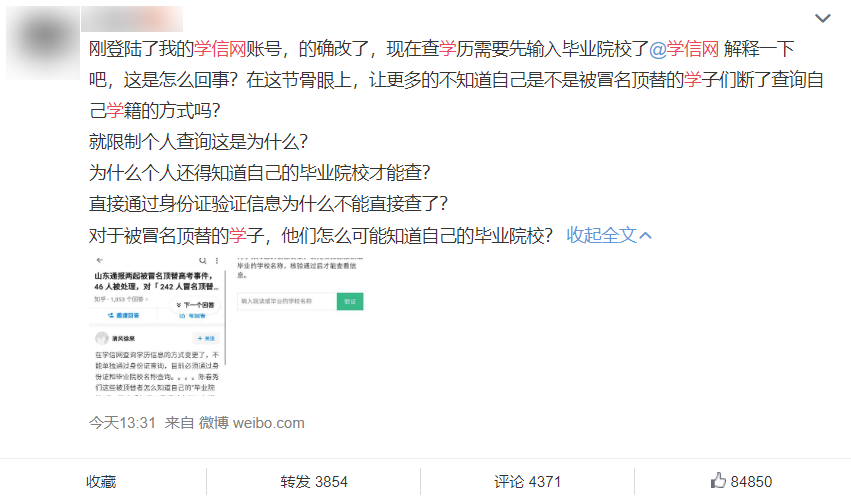 刚登陆了我的学信网账号，的确改了，现在查学历需要先输入毕业院校了@学信网 解释一下
吧，这是怎么回事？在这节骨眼上，让更多的不知道自己是不是被冒名顶替的学子们断了查询自
己学籍的方式吗？
就限制个人查询这是为什么？
为什么个人还得知道自己的毕业院校才能查？
直接通过身份证验证信息为什么不能直接查了？
对于被冒名顶替的学子，他们怎么可能知道自己的毕业院校？ 收起全文
山东通报两起被冒名顶替高考事件，
46 人被处理，对「 242 人冒名顶替...
知乎 · 1,853 个回答
下一个回答
邀请回答
写回答
清风徐来
+ 关注
在学信网查询学历信息的方式变更了，不
能单独通过身份证查询，目前必须通过身
份证和毕业院校名称查询。。。。陈春秀
们这些被顶替者怎么知道自己的"毕业院
毕业的学校名称，核验通过后才能查看信
息。
输入就读或毕业的学校名称
验证
今天13:31 来自 微博 weibo.com
收藏
转发 3854
评论 4371
84850